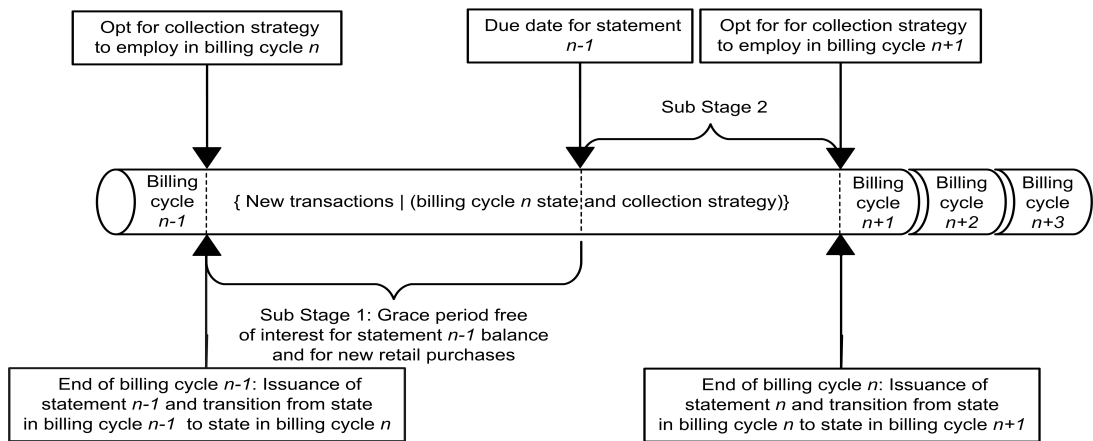 Opt for collection strategy
to employ in billing cycle n
Due date for statement
n-1
Opt for collection strategy
to employ in billing cycle n+1
Sub Stage 2
Billing
cycle
n-1
{ New transactions | (billing cycle n state and collection strategy)}
Billing
cycle
n+1
Billing
cycle
n+2
Billing
cycle
n+3
Sub Stage 1: Grace period free
of interest for statement n-1 balance
and for new retail purchases
End of billing cycle n-1: Issuance of
statement n-1 and transition from state
in billing cycle n-1 to state in billing cycle n
End of billing cycle n: Issuance of
statement n and transition from state
in billing cycle n to state in billing cycle n+1